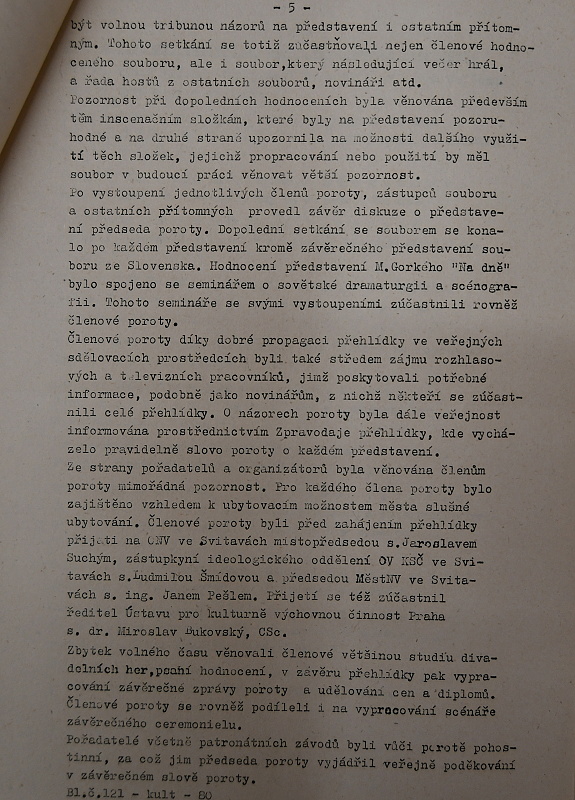 - 5 -
být volnou tribunou názorů na představení i ostatním přítom-
ným. Tohoto setkání se totiž zúčastňovali nejen členové hodno-
ceného souboru, ale i soubor,který následující večer hrál,
a řada hostů z ostatních souborů, novináři atd.
Pozornost při dopoledních hodnoceních byla věnována především
těm inscenačním složkám, které byly na představení pozoru-
hodné a na druhé straně upozornila na možnosti dalšího využi-
tí těch složek, jejichž propracování nebo použití by měl
soubor v budoucí práci věnovat větší pozornost.
Po vystoupení jednotlivých členů poroty, zástupců souboru
a ostatních přítomných provedl závěr diskuze o představe-
ní předseda poroty. Dopolední setkání se souborem se kona-
lo po každém představení kromě závěrečného představení sou-
boru ze Slovenska. Hodnocení představení M.Gorkého "Na dně"
bylo spojeno se seminářem o sovětské dramaturgii a scénogra-
fii. Tohoto semináře se svými vystoupeními zúčastnili rovněž
členové poroty.
Členové poroty díky dobré propagaci přehlídky ve veřejných
sdělovacích prostředcích byli také středem zájmu rozhlaso-
vých a televizních pracovníků, jimž poskytovali potřebné
informace, podobně jako novinářům, z nichž někteří se zúčast-
nili celé přehlídky. O názorech poroty byla dále veřejnost
informována prostřednictvím Zpravodaje přehlídky, kde vychá-
zelo pravidelně slovo poroty o každém představení.
Ze strany pořadatelů a organizátorů byla věnována členům
poroty mimořádná pozornost. Pro každého člena poroty bylo
zajištěno vzhledem k ubytovacím možnostem města slušné
ubytování. Členové poroty byli před zahájením přehlídky
přijati na ONV ve Svitavách místopředsedou s.Jaroslavem
Suchým, zástupkyní ideologického oddělení OV KSČ ve Svi-
tavách s.Ludmilou Šmídovou a předsedou MěstNV ve Svita-
vách s. ing. Janem Pešlem. Přijetí se též zúčastnil
ředitel Ústavu pro kulturně výchovnou činnost Praha
s. dr. Miroslav Bukovský, CSc.
Zbytek volného času věnovali členové většinou studiu diva-
delních her,psaní hodnocení, v závěru přehlídky pak vypra-
cování závěrečné zprávy poroty a udělování cen a diplomů.
Členové poroty se rovněž podíleli i na vypracování scénáře
závěrečného ceremonielu.
Pořadatelé včetně patronátních závodů byli vůči porotě pohos-
tinní, za což jim předseda poroty vyjádřil veřejně poděkování
v závěrečném slově poroty.
Bl.č.121 - kult - 80